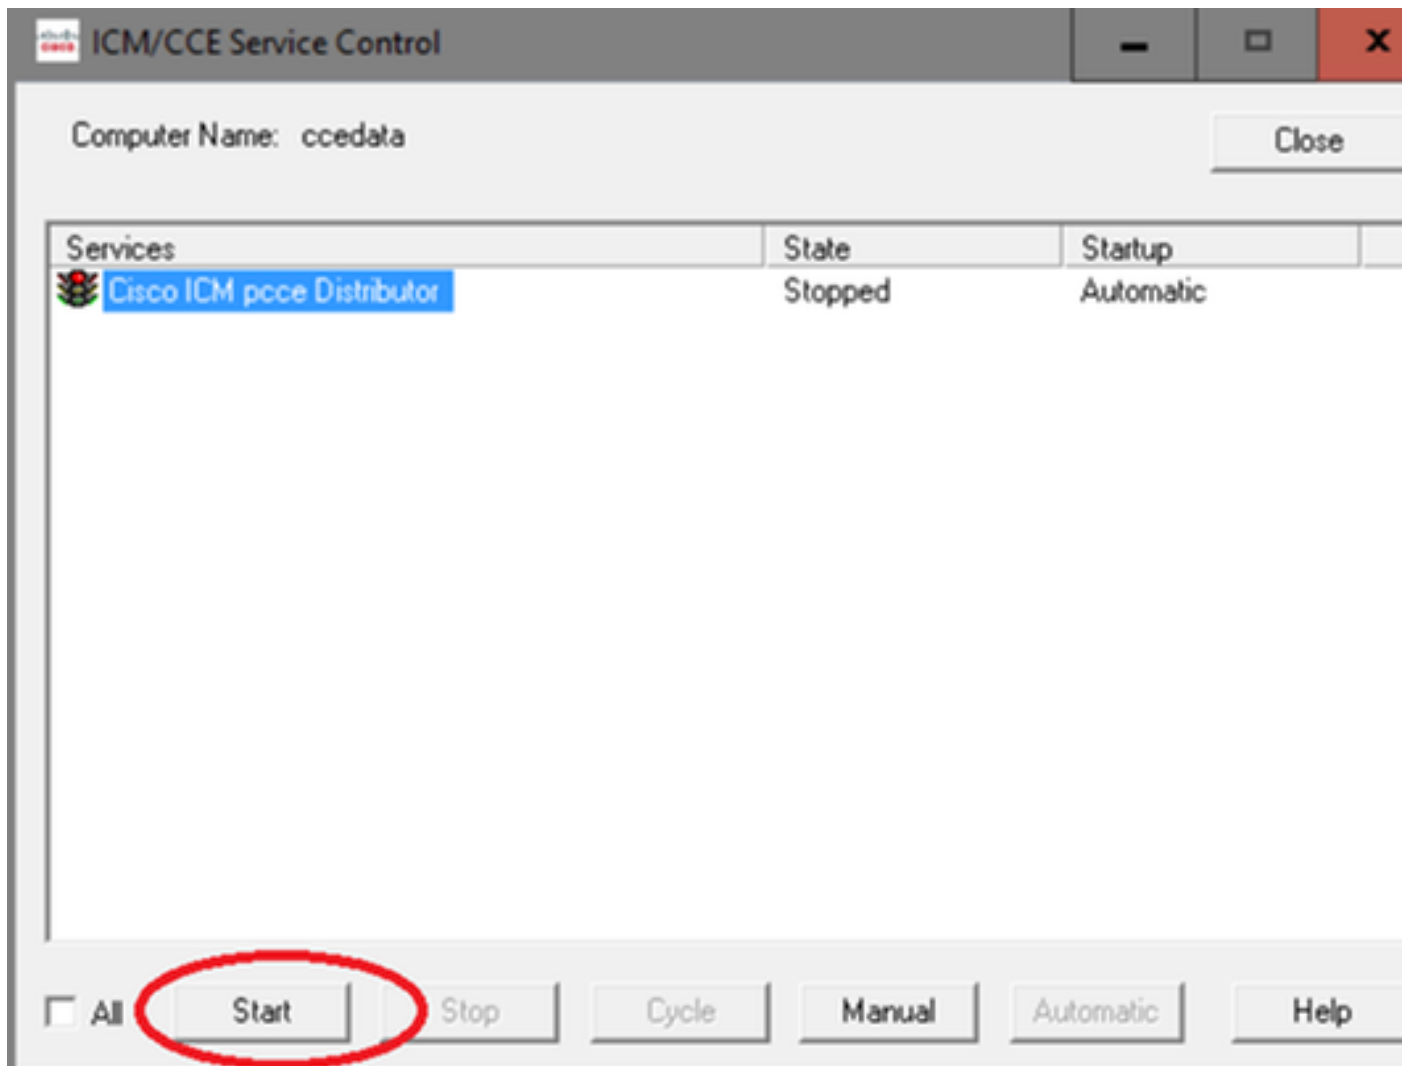 ICM/CCE Service Control
Computer Name: ccedata
Close
Services State Startup
Cisco ICM pcce Distributor Stopped Automatic
All Start Stop Cycle Manual Automatic Help